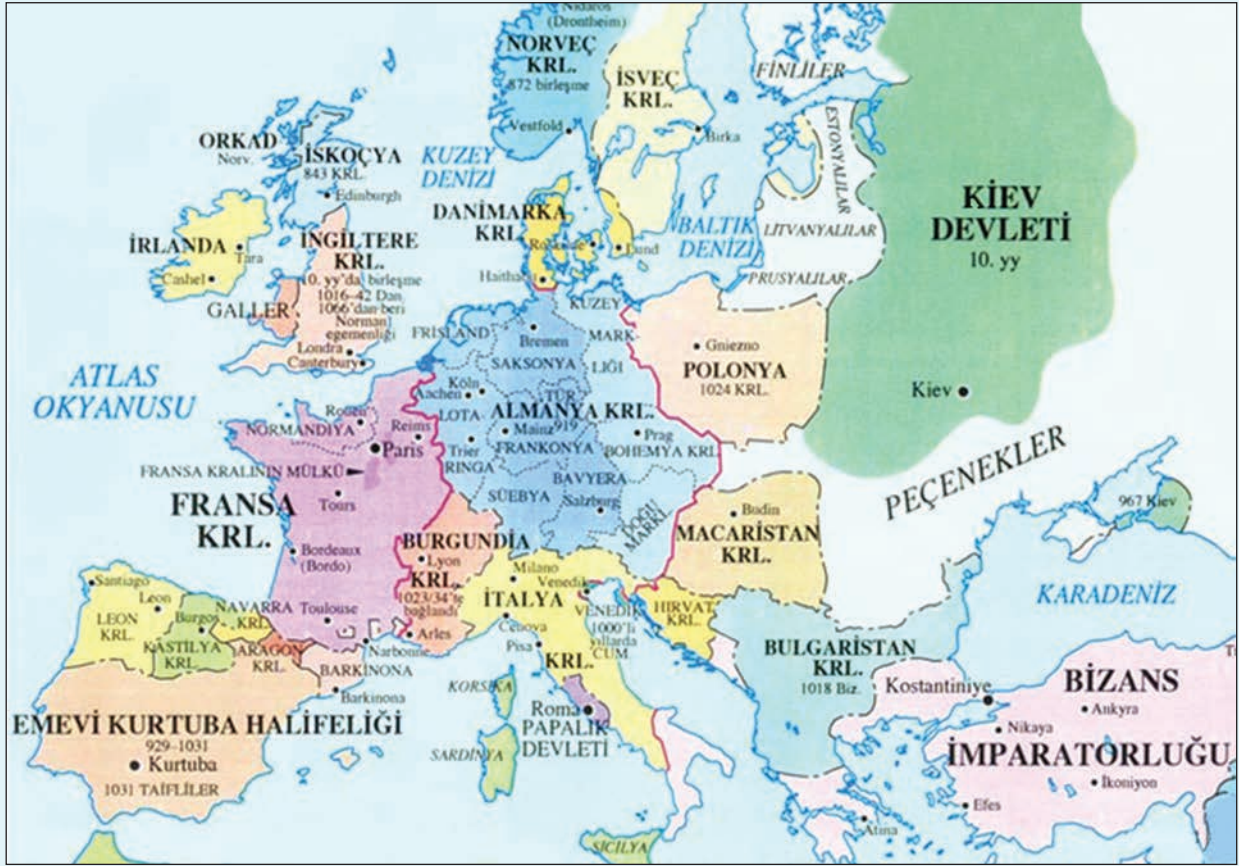 Nidaros
(Drontheim)
NORVEÇ
KRL.
872 birleşme
Vestfold
İSVEÇ
KRL.
Birka
FİNLİLER
ESTONYALILAR
LİTVANYALILAR
PRUSYALILAR
KİEV
DEVLETİ
10. yy
Kiev
ORKAD
Norv.
İSKOÇYA
843 KRL.
Edinburgh
KUZEY
DENİZİ
DANİMARKA
KRL.
Roskilde
Lund
Haithabu
BALTIK
DENİZİ
İRLANDA
Tara
Cashel
İNGİLTERE
KRL.
10. yy'da birleşme
1016–42 Dan.
1066'dan beri
Norman
egemenliği
Londra
Canterbury
GALLER
ATLAS
OKYANUSU
FRİSLAND
Bremen
KUZEY
MARK-
LIĞI
SAKSONYA
Köln
Aachen
TÜR.
LOTA
RINGA
ALMANYA KRL.
919
Mainz
Trier
FRANKONYA
Prag
BOHEMYA KRL.
BAVYERA
SÜEBYA
Salzburg
DOĞU
MARKL.
Gniezno
POLONYA
1024 KRL.
PEÇENEKLER
967 Kiev
Rouen
NORMANDİYA
Reims
Paris
FRANSA KRALININ MÜLKÜ
FRANSA
KRL.
Tours
Bordeaux
(Bordo)
Toulouse
Narbonne
BURGUNDİA
Lyon
KRL.
1023/34'te
bağlandı
Arles
Budin
MACARİSTAN
KRL.
Milano
Venedik
İTALYA
KRL.
Cenova
Pisa
VENEDİK
1000'li
yıllarda
CUM
HIRVAT
KRL.
KARADENİZ
Santiago
Leon
LEON
KRL.
Burgos
KASTİLYA
KRL.
NAVARRA
KRL.
ARAGON
KRL.
BARKİNONA
Barkinona
EMEVİ KURTUBA HALİFELİĞİ
929–1031
Kurtuba
1031 TAİFLİLER
KORSİKA
SARDİNYA
Roma
PAPALIK
DEVLETİ
SİCİLYA
BULGARİSTAN
KRL.
1018 Biz.
Kostantiniye
BİZANS
İMPARATORLUĞU
Ankyra
Nikaya
İkoniyon
Efes
Atina